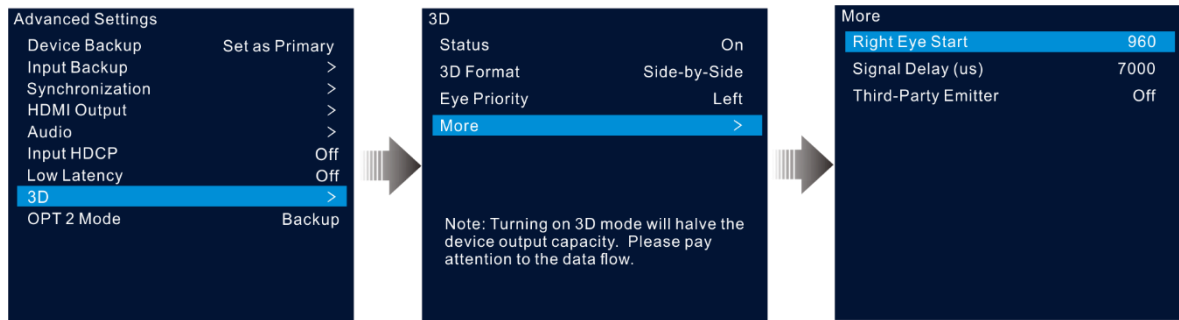 Advanced Settings
Device Backup Set as Primary
Input Backup >
Synchronization >
HDMI Output >
Audio >
Input HDCP Off
Low Latency Off
3D >
OPT 2 Mode Backup
3D
Status On
3D Format Side-by-Side
Eye Priority Left
More >
Note: Turning on 3D mode will halve the
device output capacity. Please pay
attention to the data flow.
More
Right Eye Start 960
Signal Delay (us) 7000
Third-Party Emitter Off